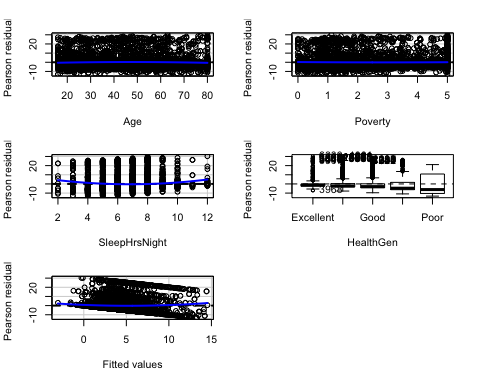 Pearson residual
-10 20
20 30 40 50 60 70 80
Age
Pearson residual
-10 20
0 1 2 3 4 5
Poverty
Pearson residual
-10 20
2 4 6 8 10 12
SleepHrsNight
Pearson residual
-10 20
Excellent Good Poor
HealthGen
Pearson residual
-10 20
0 5 10 15
Fitted values